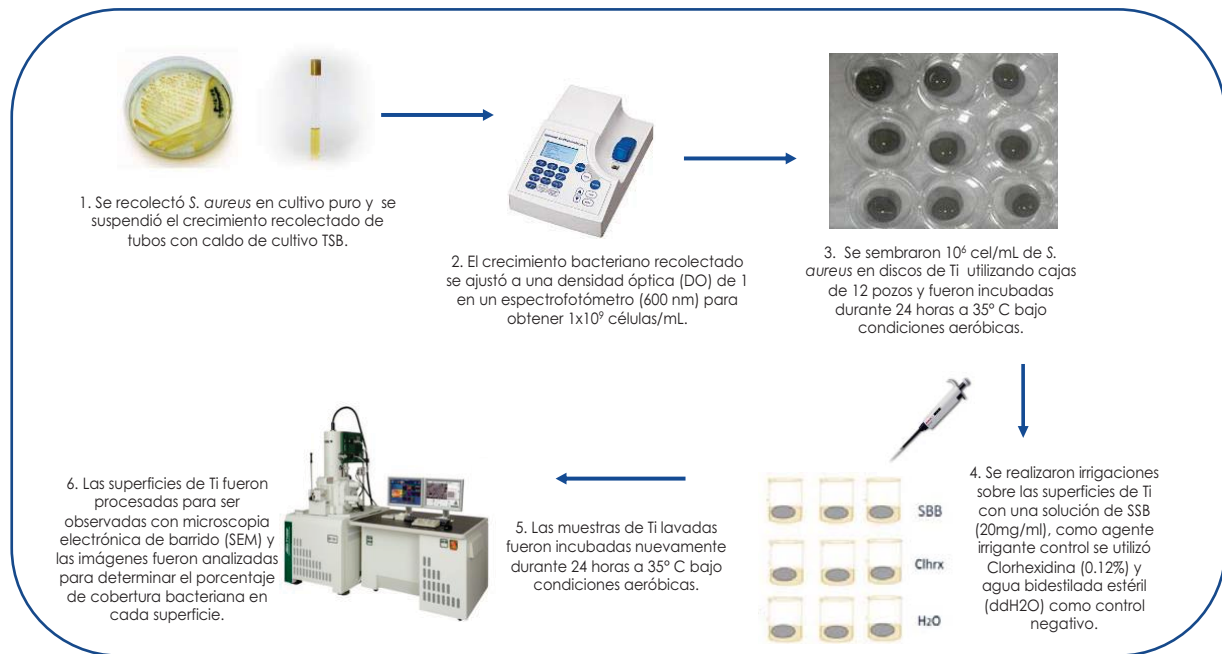 1. Se recolectó S. aureus en cultivo puro y se
suspendió el crecimiento recolectado de
tubos con caldo de cultivo TSB.
2. El crecimiento bacteriano recolectado
se ajustó a una densidad óptica (DO) de 1
en un espectrofotómetro (600 nm) para
obtener 1x10⁹ células/mL.
3. Se sembraron 10⁶ cel/mL de S.
aureus en discos de Ti utilizando cajas
de 12 pozos y fueron incubadas
durante 24 horas a 35° C bajo
condiciones aeróbicas.
4. Se realizaron irrigaciones
sobre las superficies de Ti
con una solución de SSB
(20mg/ml), como agente
irrigante control se utilizó
Clorhexidina (0.12%) y
agua bidestilada estéril
(ddH2O) como control
negativo.
SBB
Clhrx
H₂O
5. Las muestras de Ti lavadas
fueron incubadas nuevamente
durante 24 horas a 35° C bajo
condiciones aeróbicas.
6. Las superficies de Ti fueron
procesadas para ser
observadas con microscopia
electrónica de barrido (SEM) y
las imágenes fueron analizadas
para determinar el porcentaje
de cobertura bacteriana en
cada superficie.